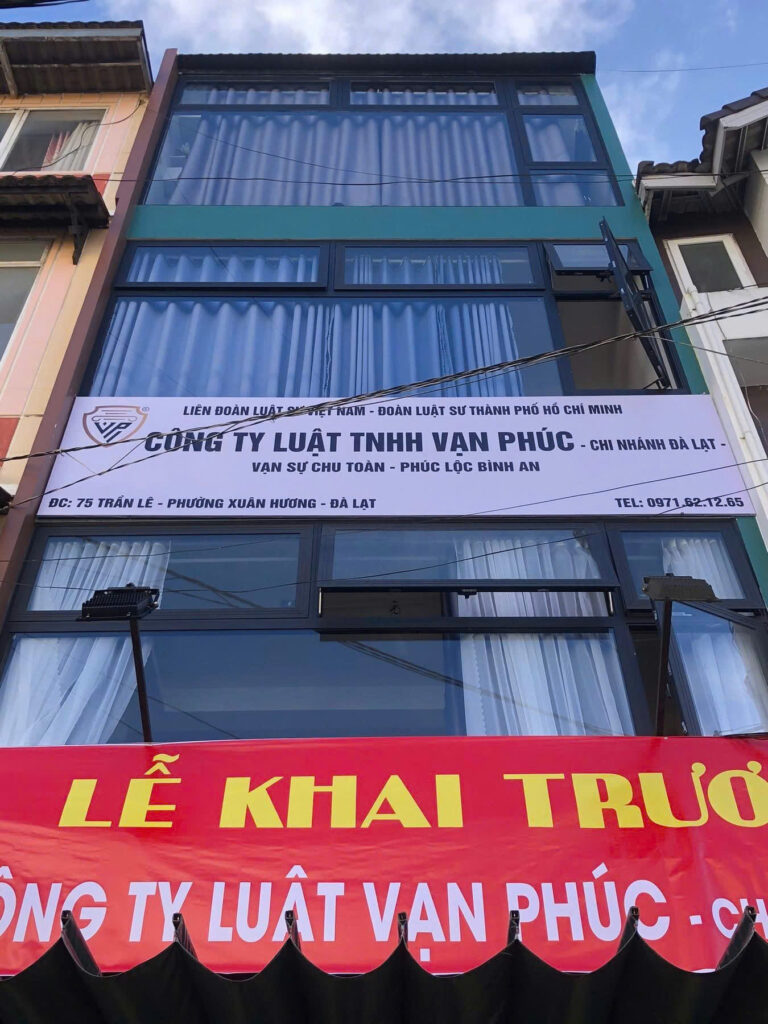 LIÊN ĐOÀN LUẬT SƯ VIỆT NAM - ĐOÀN LUẬT SƯ THÀNH PHỐ HỒ CHÍ MINH
VP ®
CÔNG TY LUẬT TNHH VẠN PHÚC - CHI NHÁNH ĐÀ LẠT -
VẠN SỰ CHU TOÀN - PHÚC LỘC BÌNH AN
ĐC: 75 TRẦN LÊ - PHƯỜNG XUÂN HƯƠNG - ĐÀ LẠT
TEL: 0971.62.12.65
LỄ KHAI TRƯƠ
ÔNG TY LUẬT VẠN PHÚC - CH